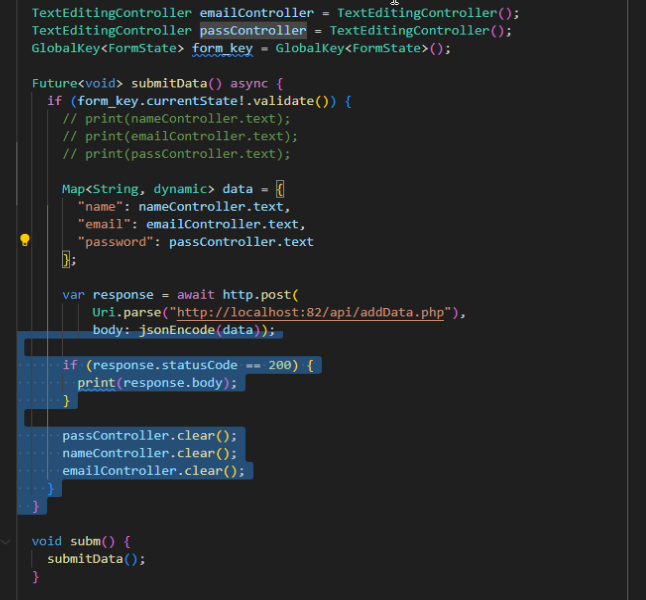 TextEditingController emailController = TextEditingController();
TextEditingController passController = TextEditingController();
GlobalKey<FormState> form_key = GlobalKey<FormState>();
Future<void> submitData() async {
if (form_key.currentState!.validate()) {
// print(nameController.text);
// print(emailController.text);
// print(passController.text);
Map<String, dynamic> data = {
"name": nameController.text,
"email": emailController.text,
"password": passController.text
};
var response = await http.post(
Uri.parse("http://localhost:82/api/addData.php"),
body: jsonEncode(data));
if (response.statusCode == 200) {
print(response.body);
}
passController.clear();
nameController.clear();
emailController.clear();
}
}
void subm() {
submitData();
}